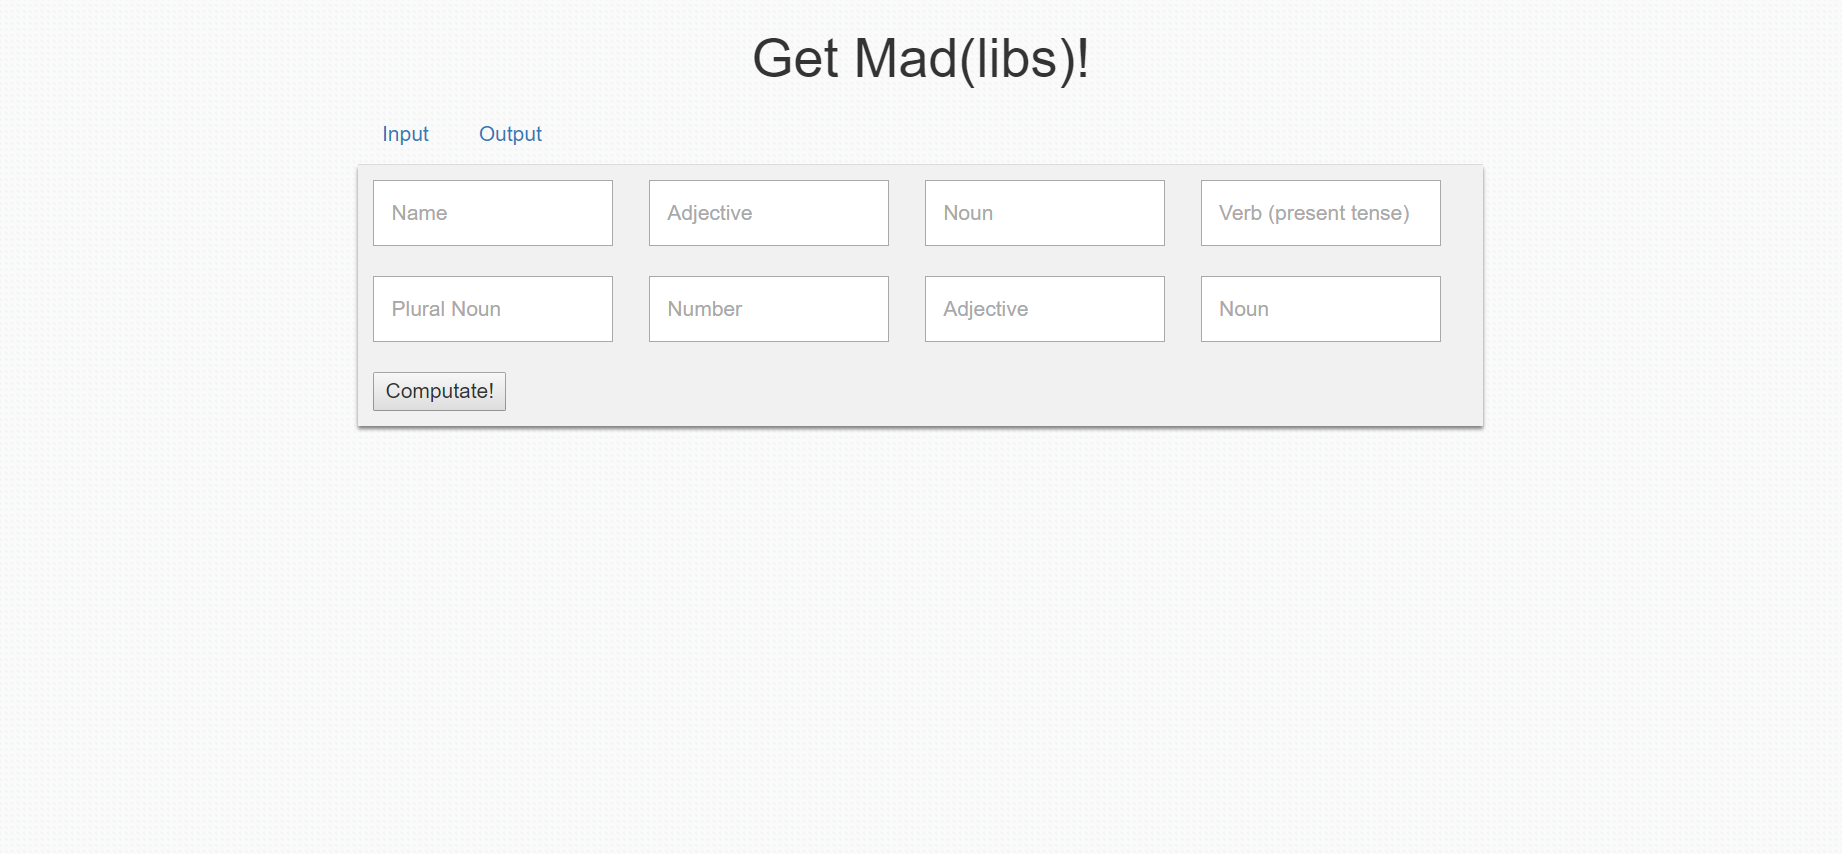 Get Mad(libs)!
Input Output
Name Adjective Noun Verb (present tense)
Plural Noun Number Adjective Noun
Computate!